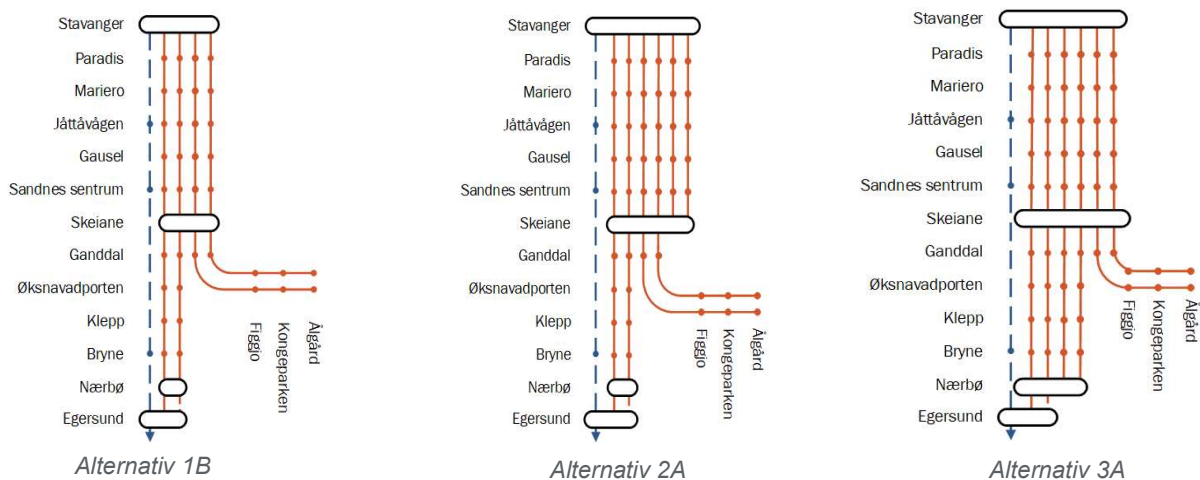 Stavanger
Paradis
Mariero
Jåttåvågen
Gausel
Sandnes sentrum
Skeiane
Ganddal
Øksnavadporten
Klepp
Bryne
Nærbø
Egersund
Figgjo
Kongeparken
Ålgård
Alternativ 1B
Stavanger
Paradis
Mariero
Jåttåvågen
Gausel
Sandnes sentrum
Skeiane
Ganddal
Øksnavadporten
Klepp
Bryne
Nærbø
Egersund
Figgjo
Kongeparken
Ålgård
Alternativ 2A
Stavanger
Paradis
Mariero
Jåttåvågen
Gausel
Sandnes sentrum
Skeiane
Ganddal
Øksnavadporten
Klepp
Bryne
Nærbø
Egersund
Figgjo
Kongeparken
Ålgård
Alternativ 3A